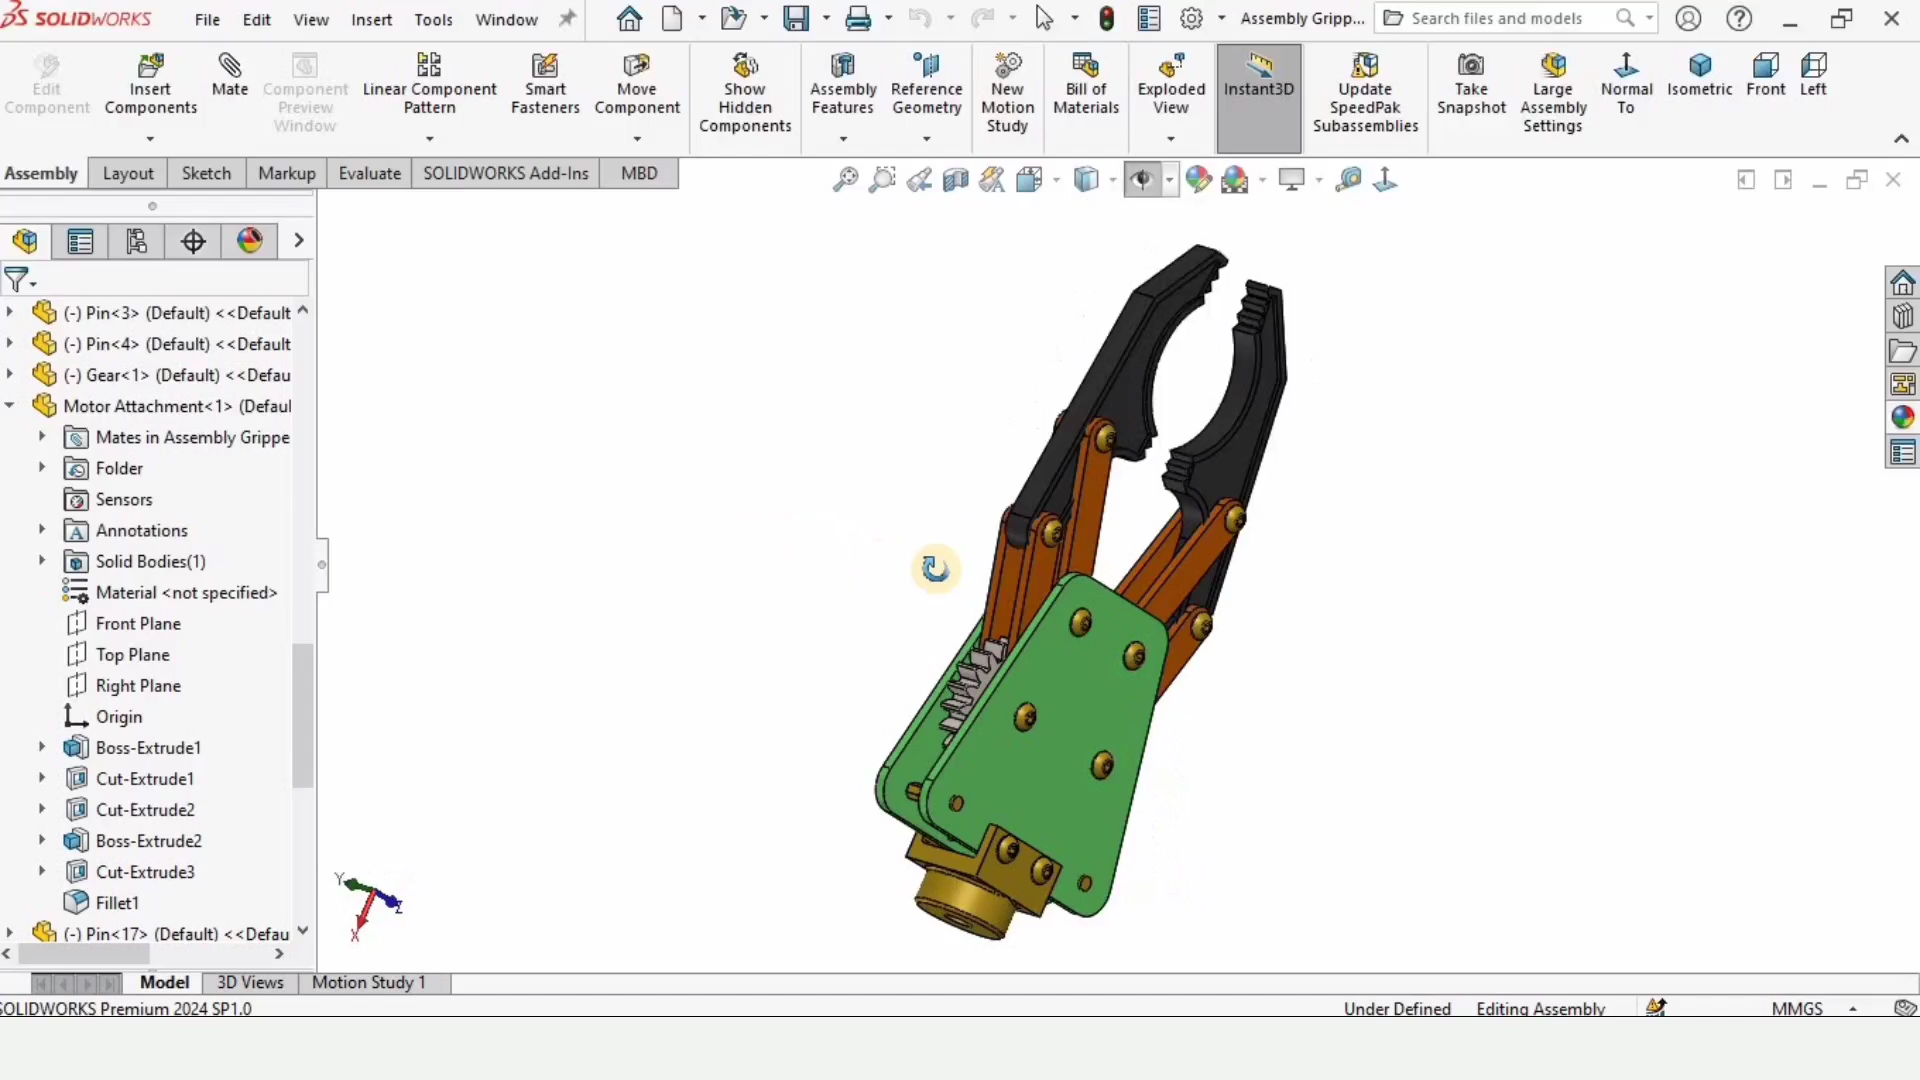 SOLIDWORKS File Edit View Insert Tools Window Assembly Gripp... Search files and models
Edit Component
Insert Components
Mate
Component Preview Window
Linear Component Pattern
Smart Fasteners
Move Component
Show Hidden Components
Assembly Features
Reference Geometry
New Motion Study
Bill of Materials
Exploded View
Instant3D
Update SpeedPak Subassemblies
Take Snapshot
Large Assembly Settings
Normal To
Isometric
Front
Left
Assembly Layout Sketch Markup Evaluate SOLIDWORKS Add-Ins MBD
(-) Pin<3> (Default) <<Default
(-) Pin<4> (Default) <<Default
(-) Gear<1> (Default) <<Defau
Motor Attachment<1> (Defaul
Mates in Assembly Grippe
Folder
Sensors
A Annotations
Solid Bodies(1)
Material <not specified>
Front Plane
Top Plane
Right Plane
Origin
Boss-Extrude1
Cut-Extrude1
Cut-Extrude2
Boss-Extrude2
Cut-Extrude3
Fillet1
(-) Pin<17> (Default) <<Defau
Y
Z
X
Model 3D Views Motion Study 1
SOLIDWORKS Premium 2024 SP1.0 Under Defined Editing Assembly MMGS